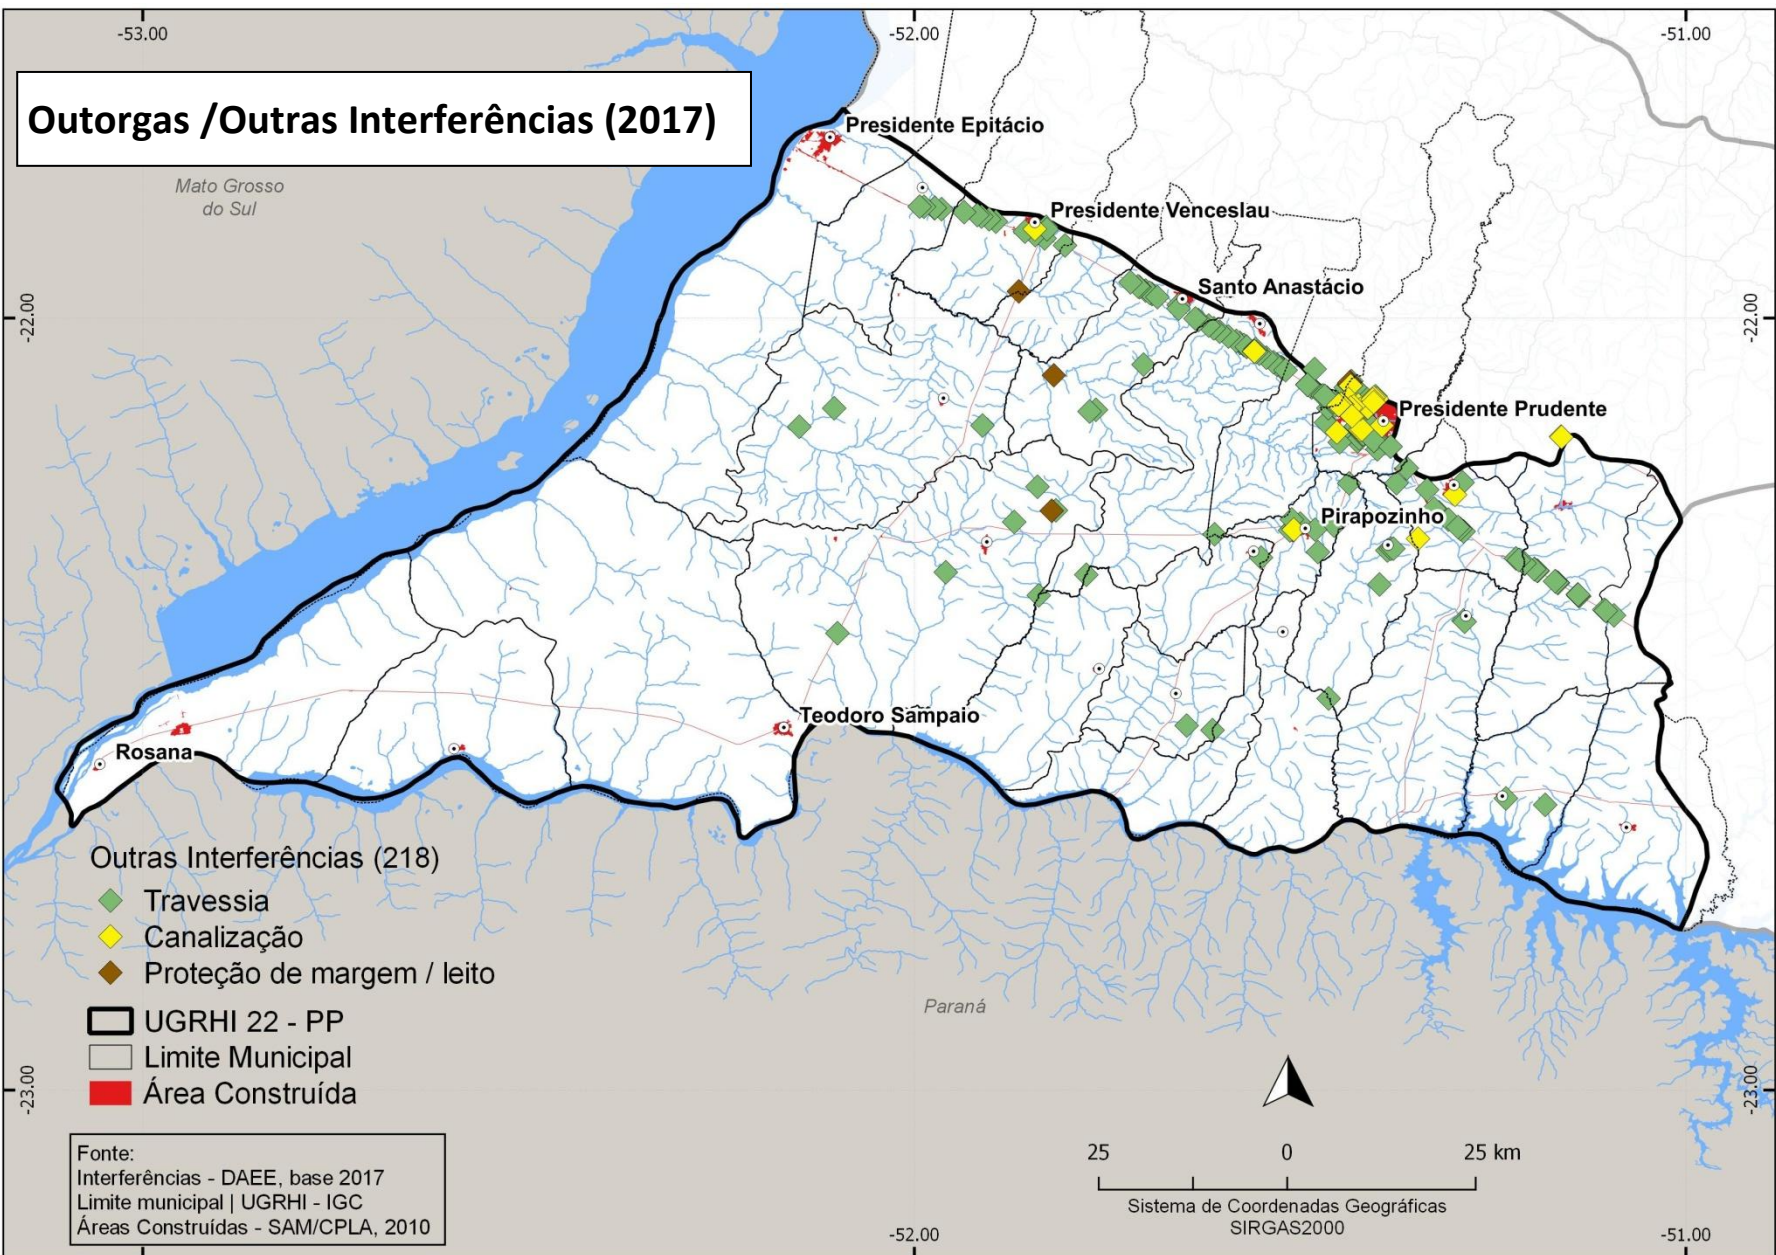 -53.00
-52.00
-51.00
Outorgas /Outras Interferências (2017)
Presidente Epitácio
Mato Grosso
do Sul
Presidente Venceslau
Santo Anastácio
-22.00
-22.00
Presidente Prudente
Pirapozinho
Teodoro Sampaio
Rosana
Outras Interferências (218)
Travessia
Canalização
Proteção de margem / leito
UGRHI 22 - PP
Limite Municipal
Área Construída
Paraná
-23.00
-23.00
Fonte:
Interferências - DAEE, base 2017
Limite municipal | UGRHI - IGC
Áreas Construídas - SAM/CPLA, 2010
25 0 25 km
Sistema de Coordenadas Geográficas
SIRGAS2000
-52.00
-51.00